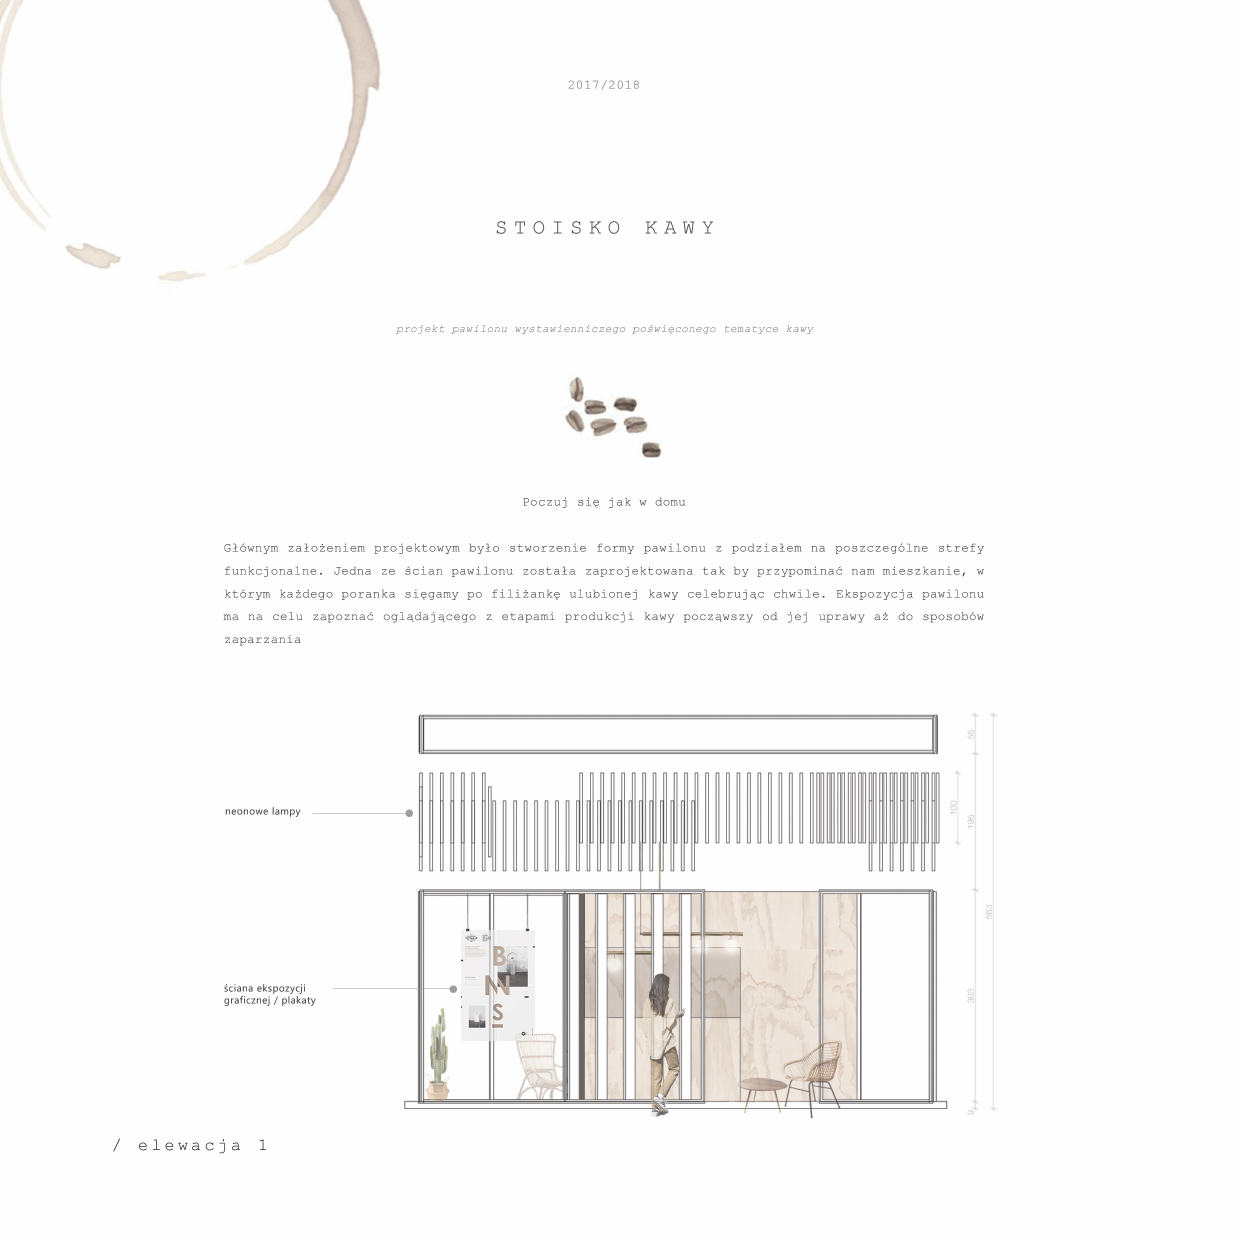 2017/2018
STOISKO KAWY
projekt pawilonu wystawienniczego poświęconego tematyce kawy
Poczuj się jak w domu
Głównym założeniem projektowym było stworzenie formy pawilonu z podziałem na poszczególne strefy
funkcjonalne. Jedna ze ścian pawilonu została zaprojektowana tak by przypominać nam mieszkanie, w
którym każdego poranka sięgamy po filiżankę ulubionej kawy celebrując chwile. Ekspozycja pawilonu
ma na celu zapoznać oglądającego z etapami produkcji kawy począwszy od jej uprawy aż do sposobów
zaparzania
55
neonowe lampy
100
195
563
B
N
S
ściana ekspozycji
graficznej / plakaty
303
9
/ elewacja 1